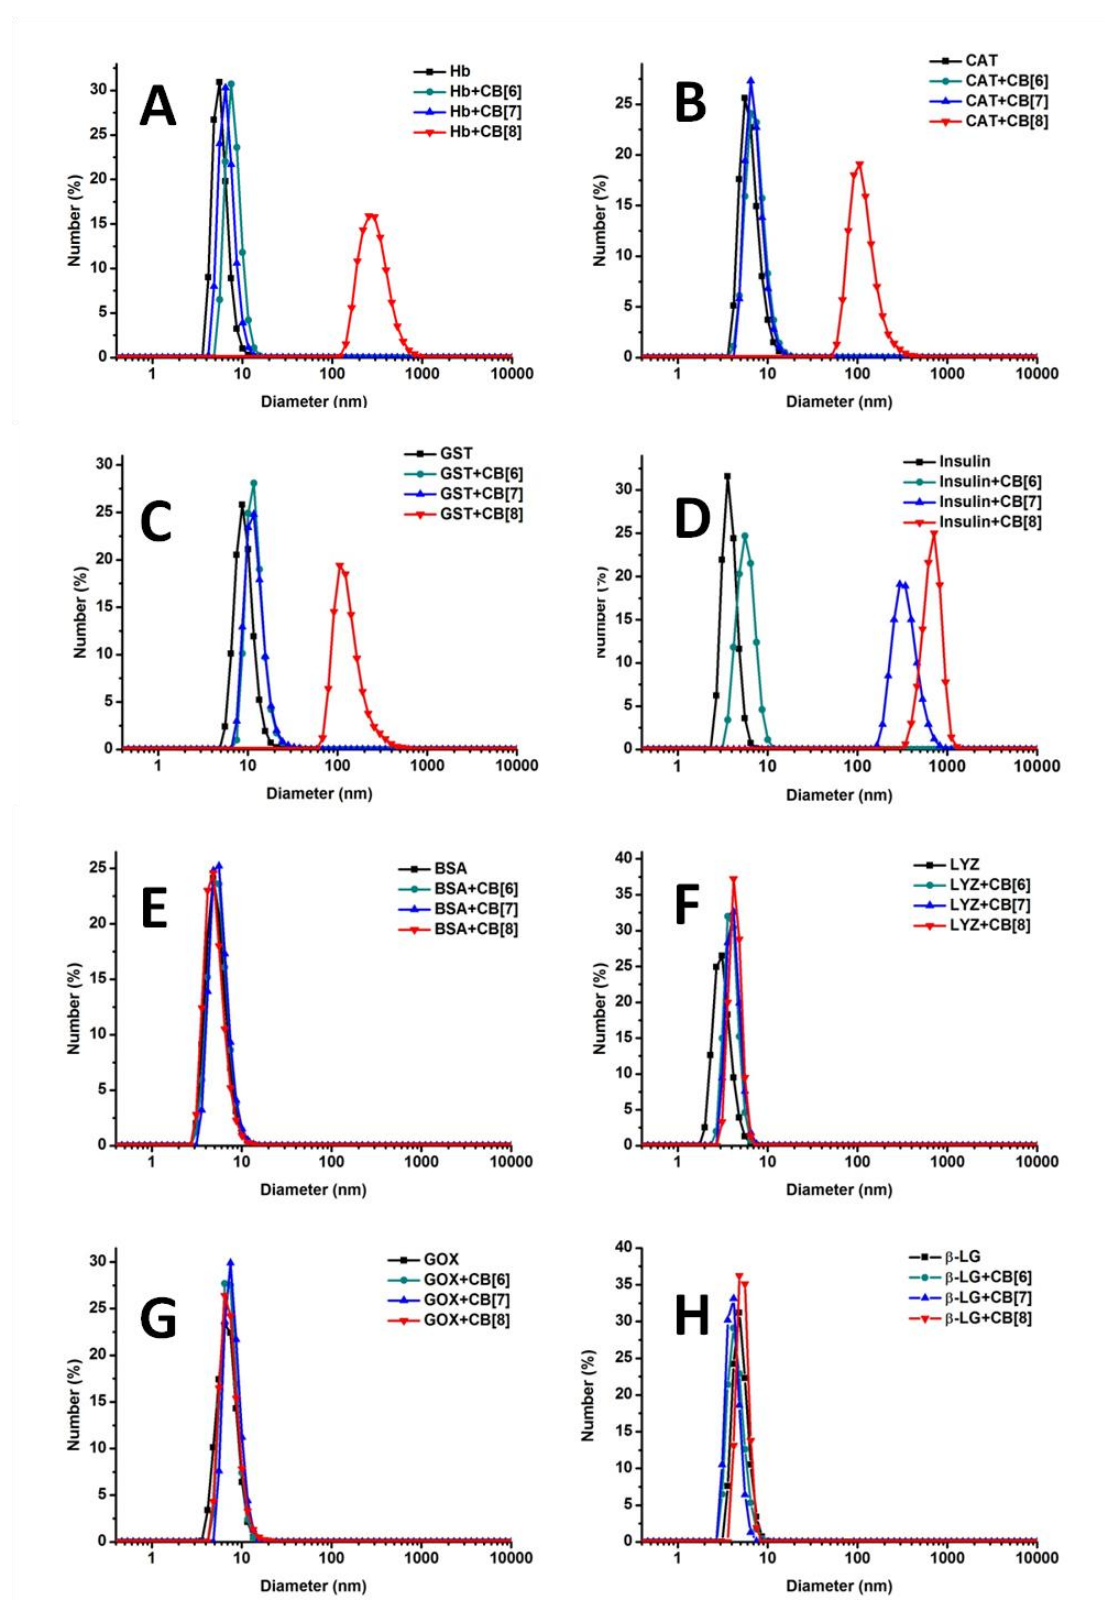 A
Hb
Hb+CB[6]
Hb+CB[7]
Hb+CB[8]
Number (%)
30
25
20
15
10
5
0
1 10 100 1000 10000
Diameter (nm)
B
CAT
CAT+CB[6]
CAT+CB[7]
CAT+CB[8]
Number (%)
25
20
15
10
5
0
1 10 100 1000 10000
Diameter (nm)
C
GST
GST+CB[6]
GST+CB[7]
GST+CB[8]
Number (%)
30
25
20
15
10
5
0
1 10 100 1000 10000
Diameter (nm)
D
Insulin
Insulin+CB[6]
Insulin+CB[7]
Insulin+CB[8]
Number (%)
30
25
20
15
10
5
0
1 10 100 1000 10000
Diameter (nm)
E
BSA
BSA+CB[6]
BSA+CB[7]
BSA+CB[8]
Number (%)
25
20
15
10
5
0
1 10 100 1000 10000
Diameter (nm)
F
LYZ
LYZ+CB[6]
LYZ+CB[7]
LYZ+CB[8]
Number (%)
40
35
30
25
20
15
10
5
0
1 10 100 1000 10000
Diameter (nm)
G
GOX
GOX+CB[6]
GOX+CB[7]
GOX+CB[8]
Number (%)
30
25
20
15
10
5
0
1 10 100 1000 10000
Diameter (nm)
H
β-LG
β-LG+CB[6]
β-LG+CB[7]
β-LG+CB[8]
Number (%)
40
35
30
25
20
15
10
5
0
1 10 100 1000 10000
Diameter (nm)